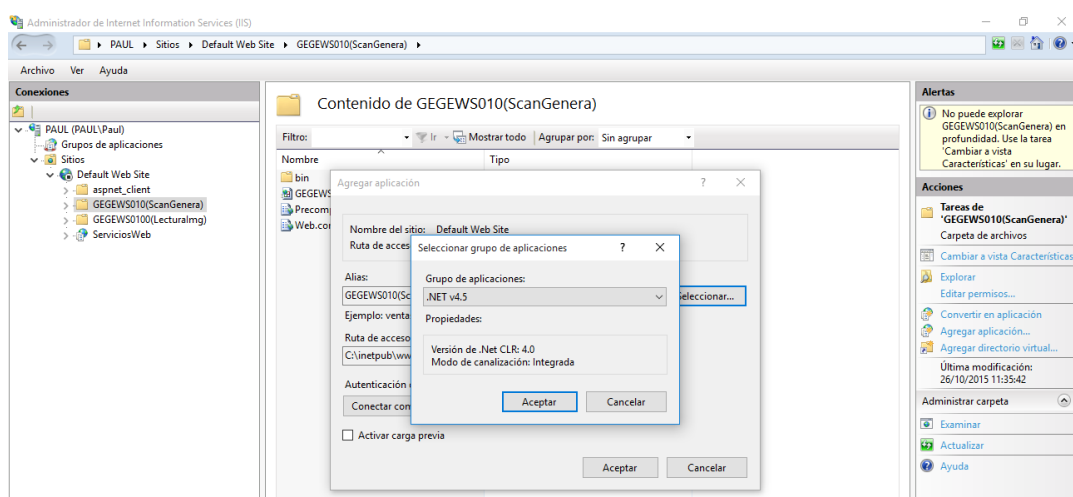 Administrador de Internet Information Services (IIS)
PAUL Sitios Default Web Site GEGEWS010(ScanGenera)
Archivo Ver Ayuda
Conexiones
PAUL (PAUL\Paul)
Grupos de aplicaciones
Sitios
Default Web Site
aspnet_client
GEGEWS010(ScanGenera)
GEGEWS0100(LecturaImg)
ServiciosWeb
Contenido de GEGEWS010(ScanGenera)
Filtro: Ir Mostrar todo Agrupar por: Sin agrupar
Nombre Tipo
bin
GEGEWS
Precom
Web.co
Agregar aplicación ?
Nombre del sitio: Default Web Site
Ruta de acces
Alias:
GEGEWS010(Sc
Seleccionar...
Ejemplo: venta
Ruta de acceso
C:\inetpub\ww
Autenticación
Conectar con
Activar carga previa
Aceptar Cancelar
Seleccionar grupo de aplicaciones ?
Grupo de aplicaciones:
.NET v4.5
Propiedades:
Versión de .Net CLR: 4.0
Modo de canalización: Integrada
Aceptar Cancelar
Alertas
No puede explorar
GEGEWS010(ScanGenera) en
profundidad. Use la tarea
'Cambiar a vista
Características' en su lugar.
Acciones
Tareas de
'GEGEWS010(ScanGenera)'
Carpeta de archivos
Cambiar a vista Características
Explorar
Editar permisos...
Convertir en aplicación
Agregar aplicación...
Agregar directorio virtual...
Última modificación:
26/10/2015 11:35:42
Administrar carpeta
Examinar
Actualizar
Ayuda